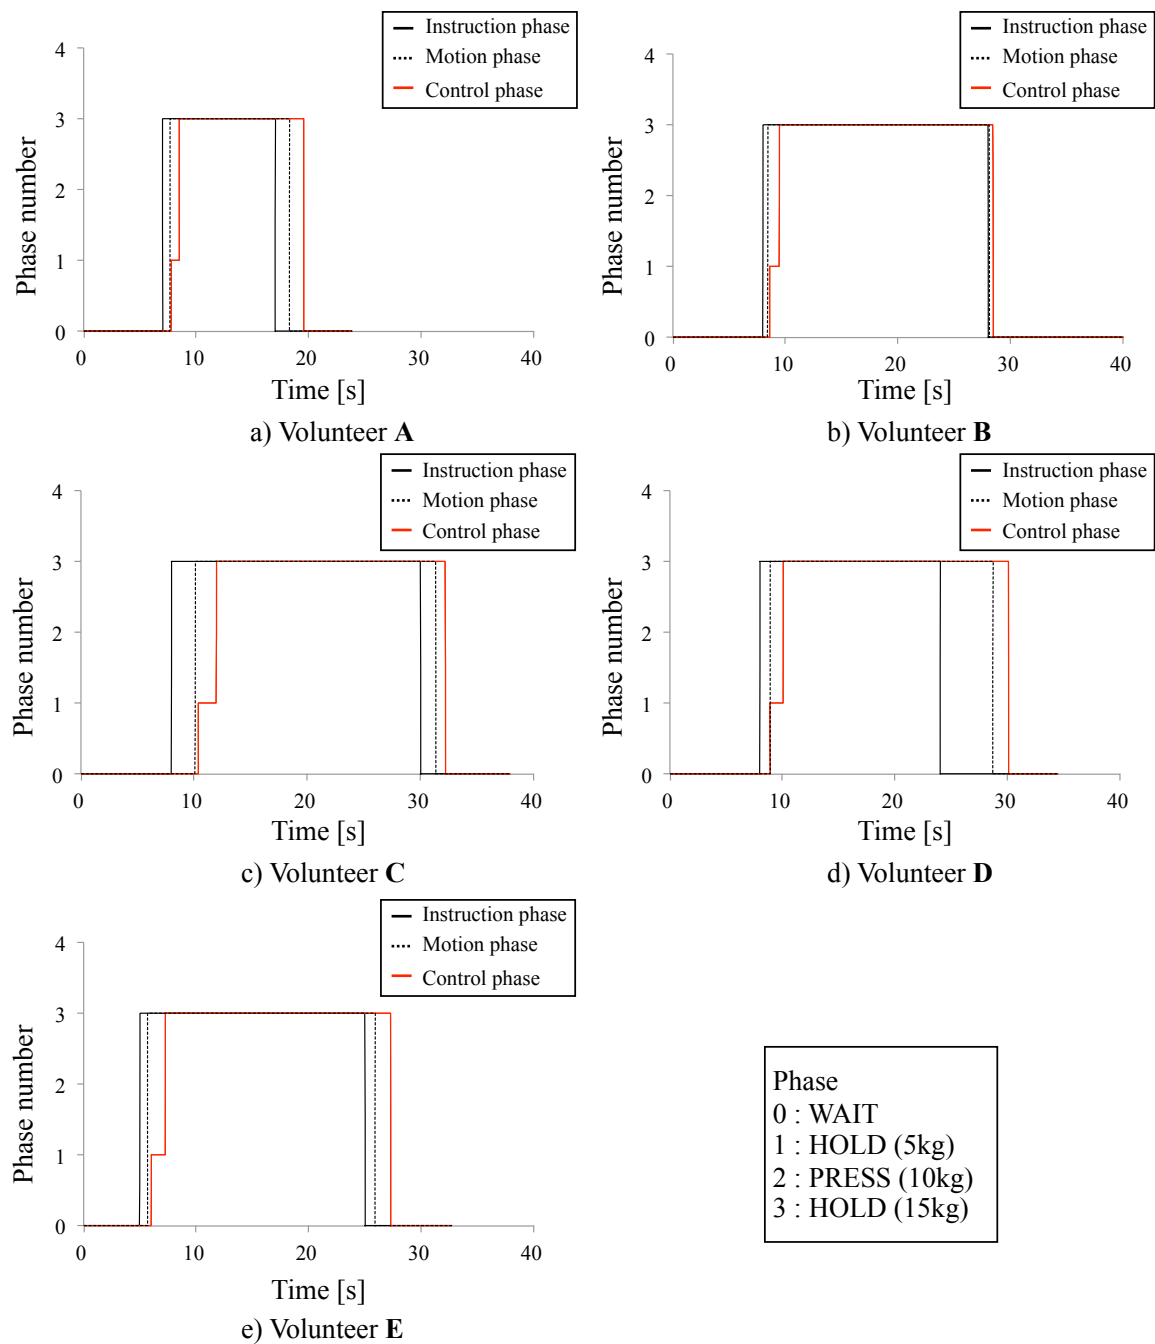 Instruction phase
Motion phase
Control phase
4
3
2
1
0
Phase number
0 10 20 30 40
Time [s]
a) Volunteer A
Instruction phase
Motion phase
Control phase
4
3
2
1
0
Phase number
0 10 20 30 40
Time [s]
b) Volunteer B
Instruction phase
Motion phase
Control phase
4
3
2
1
0
Phase number
0 10 20 30 40
Time [s]
c) Volunteer C
Instruction phase
Motion phase
Control phase
4
3
2
1
0
Phase number
0 10 20 30 40
Time [s]
d) Volunteer D
Instruction phase
Motion phase
Control phase
4
3
2
1
0
Phase number
0 10 20 30 40
Time [s]
e) Volunteer E
Phase
0 : WAIT
1 : HOLD (5kg)
2 : PRESS (10kg)
3 : HOLD (15kg)